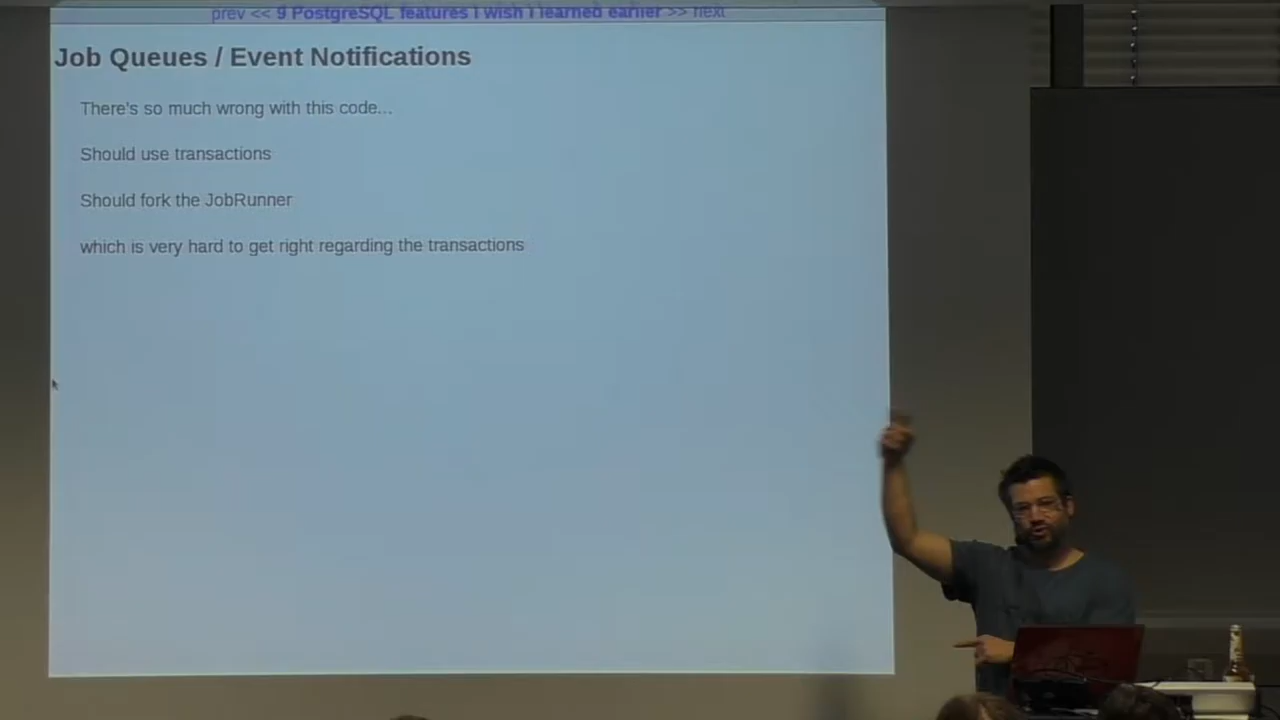 prev << 9 PostgreSQL features I wish I learned earlier >> next
Job Queues / Event Notifications
There's so much wrong with this code...
Should use transactions
Should fork the JobRunner
which is very hard to get right regarding the transactions